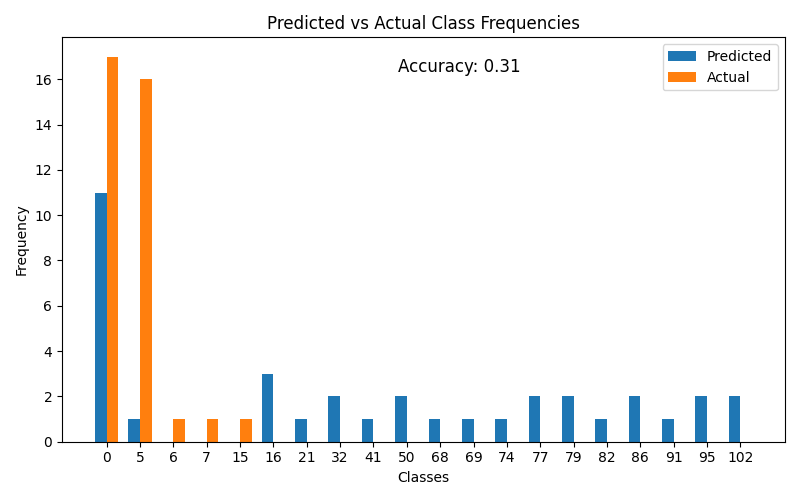 Predicted vs Actual Class Frequencies
Accuracy: 0.31
Predicted
Actual
16
14
12
10
8
6
4
2
0
Frequency
0 5 6 7 15 16 21 32 41 50 68 69 74 77 79 82 86 91 95 102
Classes